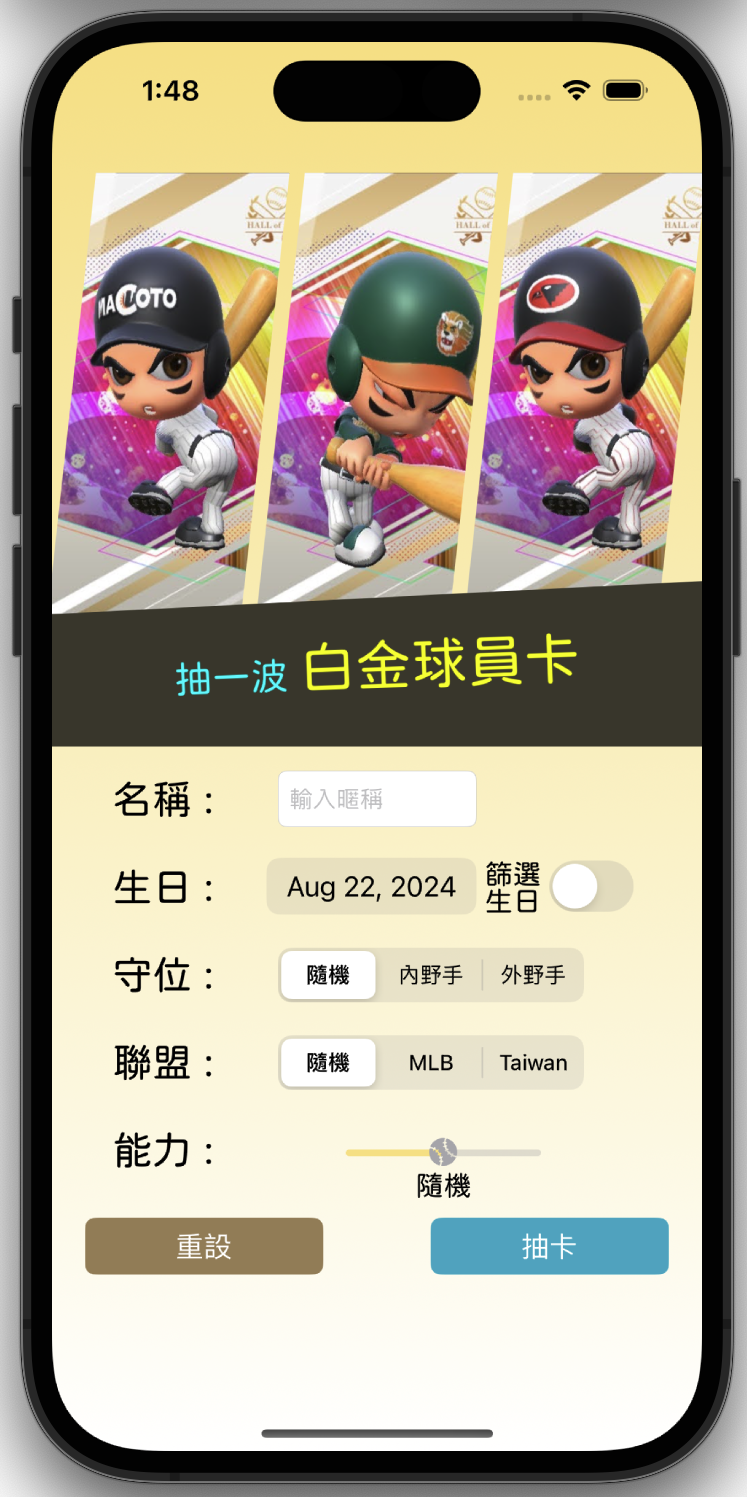 1:48
HALL of
HALL of
HALL of
MACOTO
抽一波 白金球員卡
名稱：
輸入暱稱
生日：
Aug 22, 2024
篩選
生日
守位：
隨機
內野手
外野手
聯盟：
隨機
MLB
Taiwan
能力：
隨機
重設
抽卡